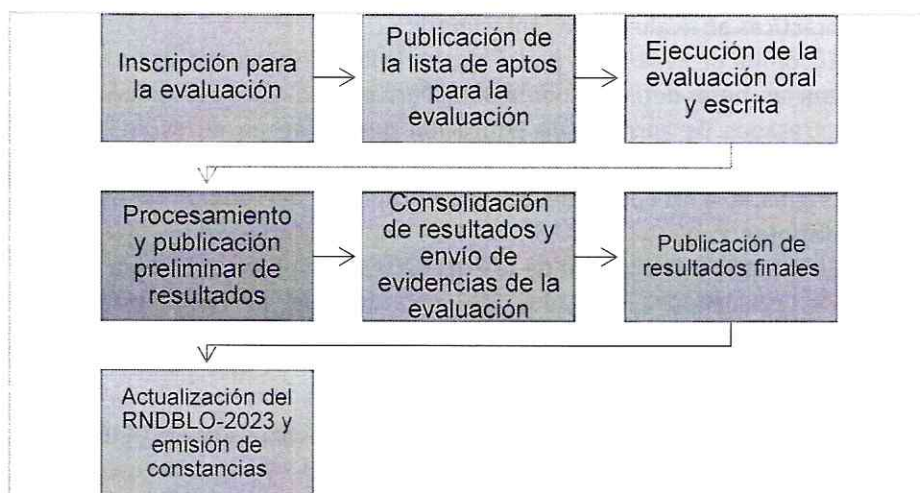 Inscripción para
la evaluación
Publicación de
la lista de aptos
para la
evaluación
Ejecución de la
evaluación oral
y escrita
Procesamiento
y publicación
preliminar de
resultados
Consolidación
de resultados y
envío de
evidencias de la
evaluación
Publicación de
resultados finales
Actualización del
RNDBLO-2023 y
emisión de
constancias